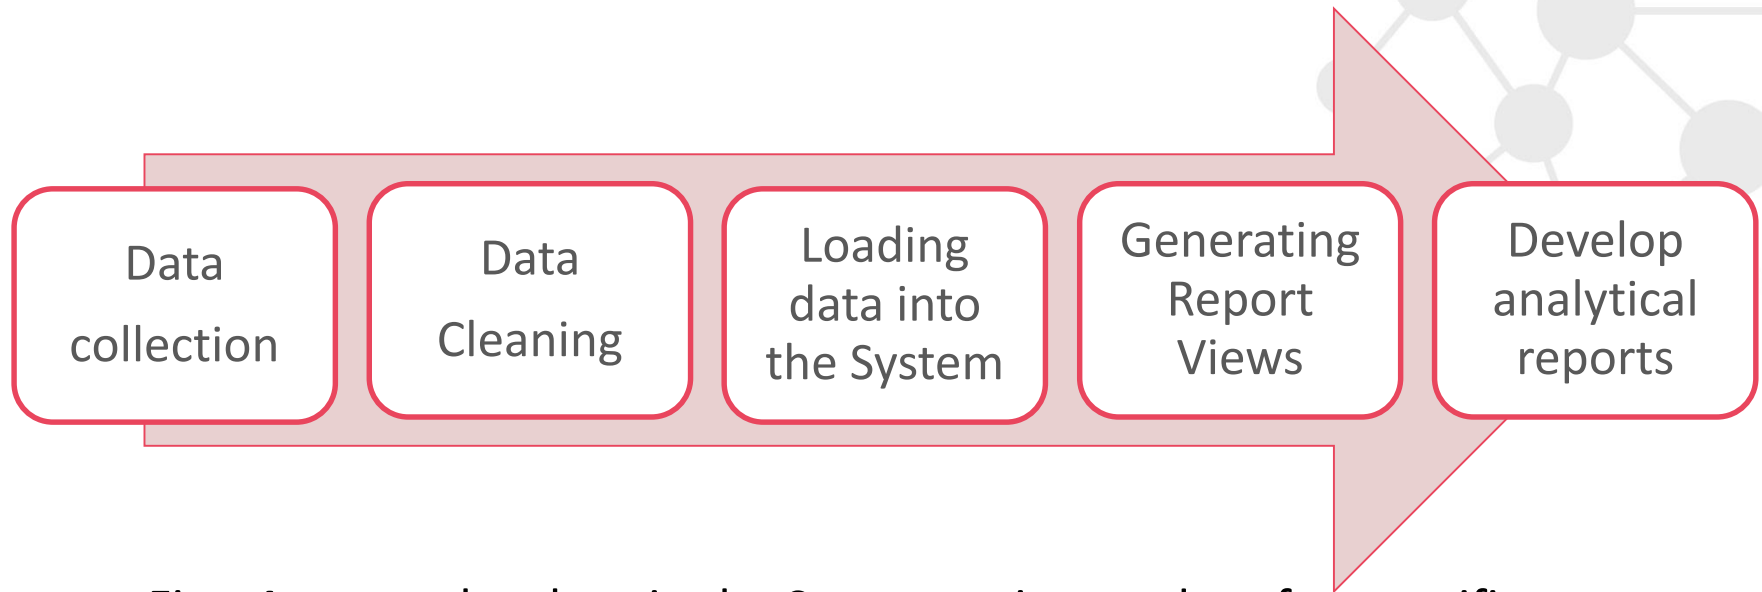 Data
collection
Data
Cleaning
Loading
data into
the System
Generating
Report
Views
Develop
analytical
reports